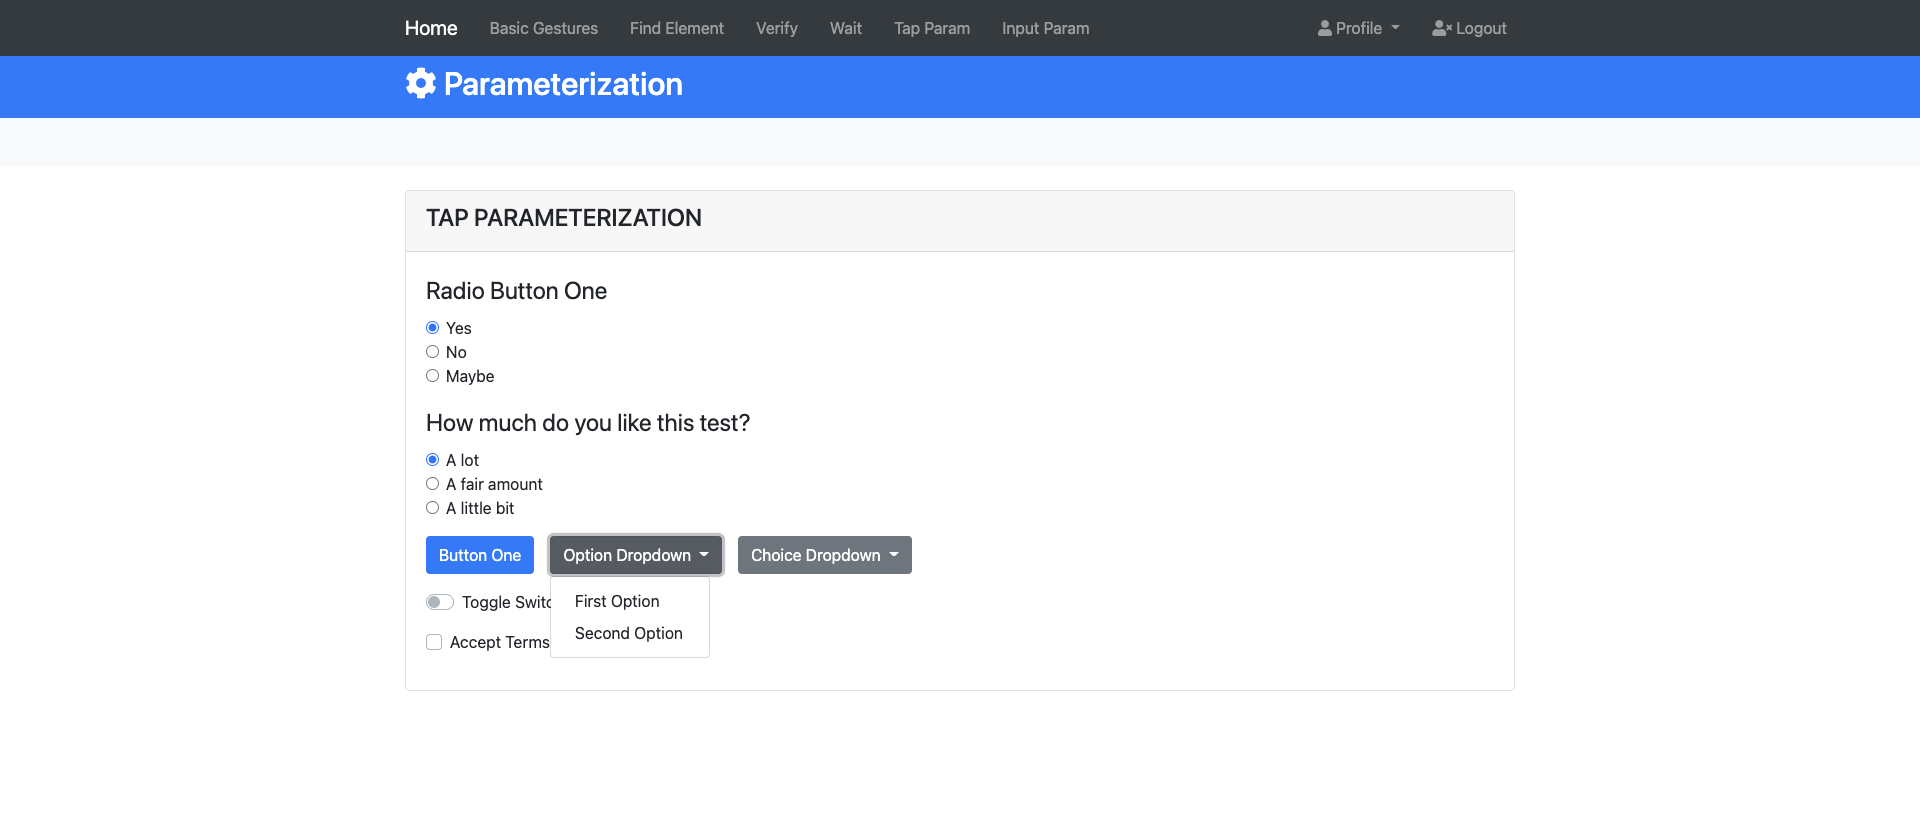 Home Basic Gestures Find Element Verify Wait Tap Param Input Param Profile Logout
Parameterization
TAP PARAMETERIZATION
Radio Button One
Yes
No
Maybe
How much do you like this test?
A lot
A fair amount
A little bit
Button One Option Dropdown Choice Dropdown
Toggle Switc
First Option
Second Option
Accept Terms